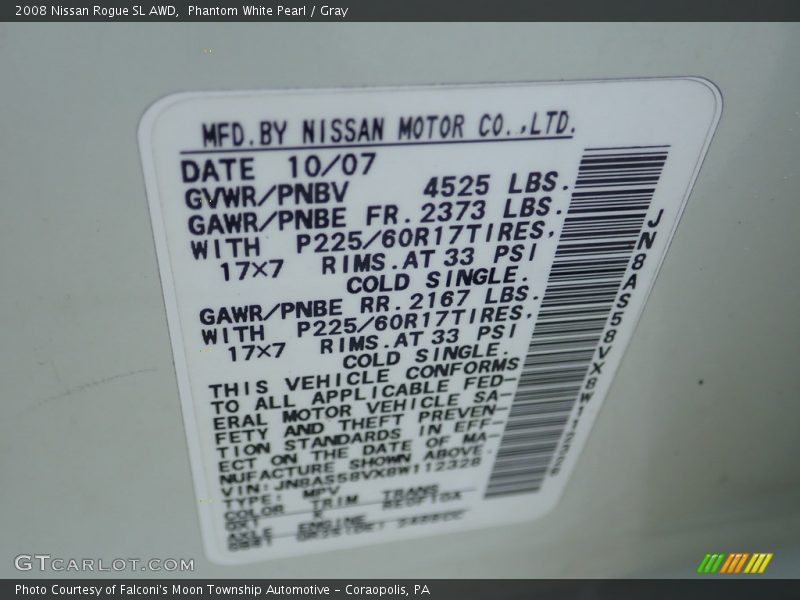 2008 Nissan Rogue SL AWD,  Phantom White Pearl / Gray
MFD.BY NISSAN MOTOR CO.,LTD.
DATE 10/07
GVWR/PNBV 4525 LBS.
GAWR/PNBE FR. 2373 LBS.
WITH P225/60R17TIRES,
17×7 RIMS.AT 33 PSI
COLD SINGLE.
GAWR/PNBE RR. 2167 LBS.
WITH P225/60R17TIRES,
17×7 RIMS.AT 33 PSI
COLD SINGLE.
THIS VEHICLE CONFORMS
TO ALL APPLICABLE FED-
ERAL MOTOR VEHICLE SA-
FETY AND THEFT PREVEN-
TION STANDARDS IN EFF-
ECT ON THE DATE OF MA-
NUFACTURE SHOWN ABOVE.
VIN: JN8AS58VX8W112328
TYPE: MPV
COLOR TRIM TRANS
QX1 K
AXLE ENGINE
JN8AS58VX8W112328
GTCARLOT.COM
Photo Courtesy of Falconi's Moon Township Automotive – Coraopolis, PA